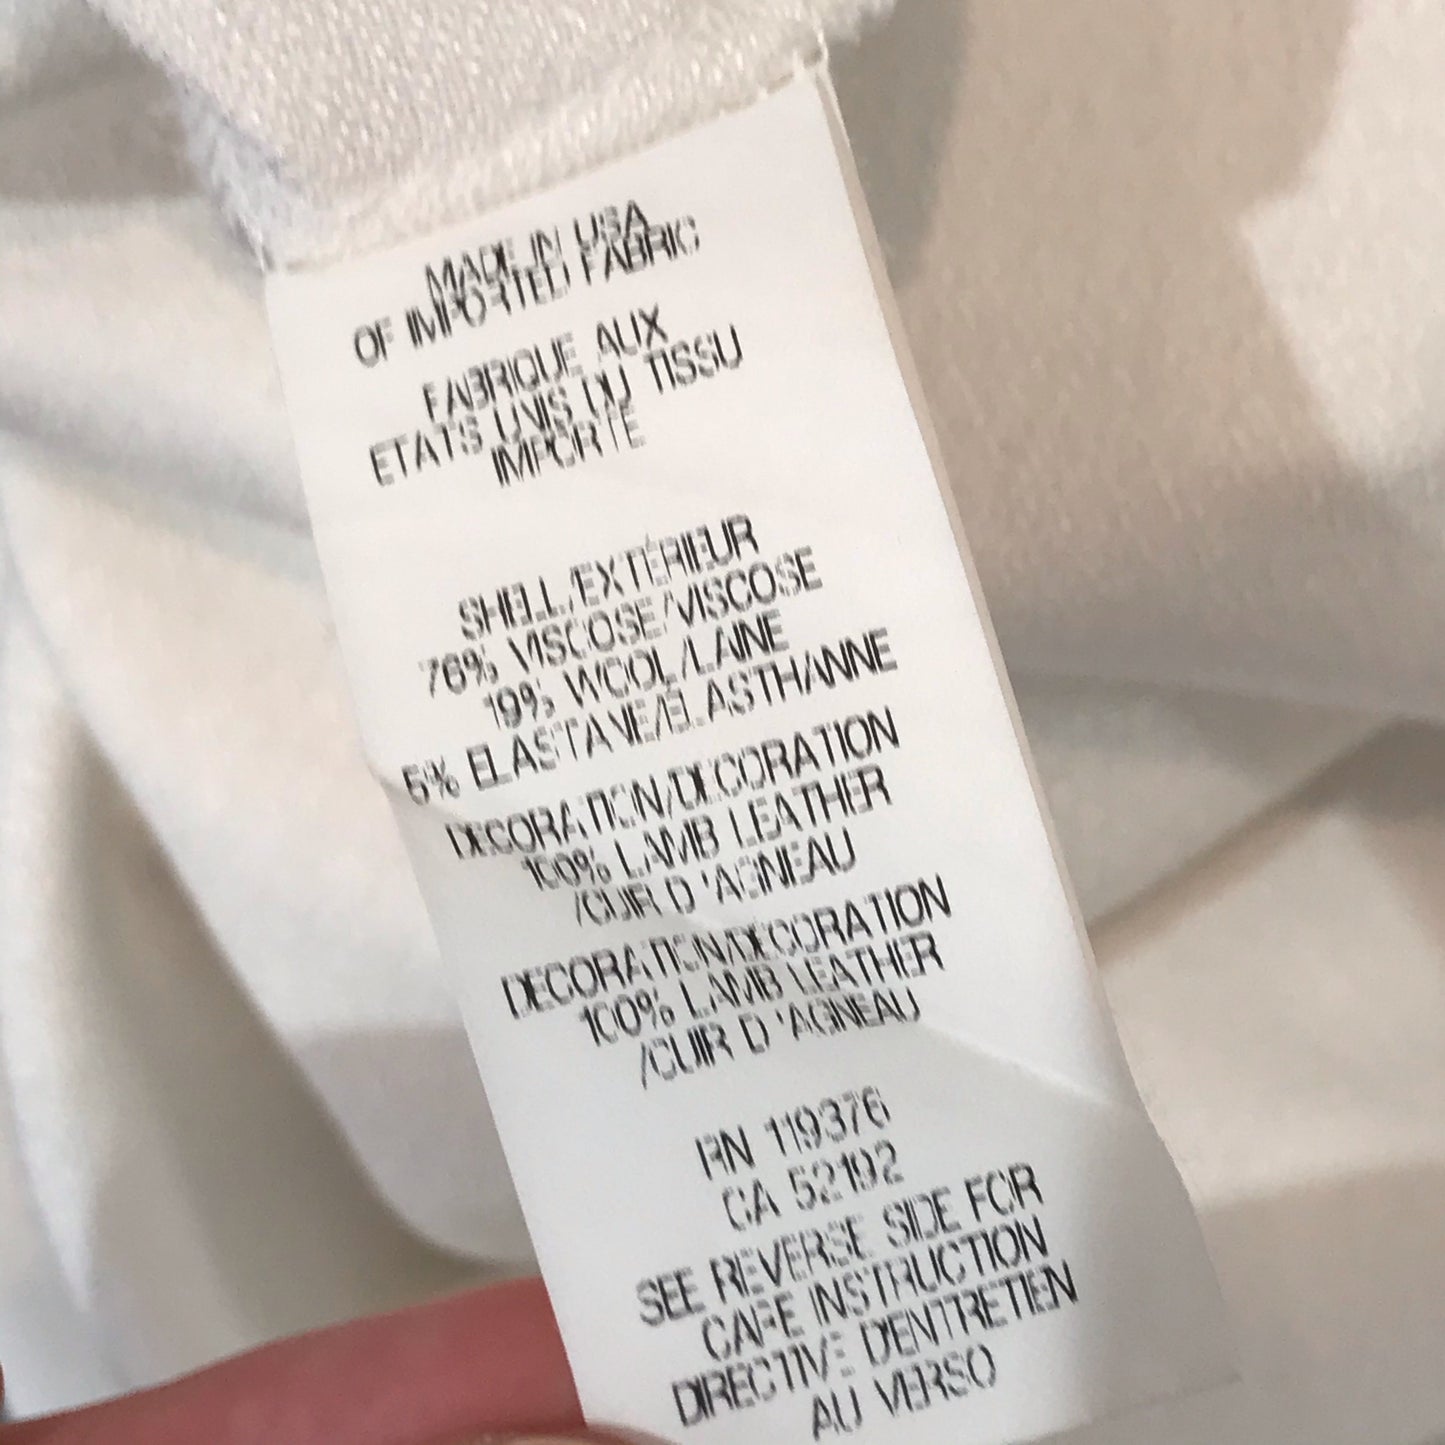 MADE IN USA
OF IMPORTED FABRIC
FABRIQUE AUX
ETATS UNIS DU TISSU
IMPORTE
SHELL/EXTÉRIEUR
76% VISCOSE/VISCOSE
19% WOOL/LAINE
5% ELASTANE/ÉLASTHANNE
DECORATION/DÉCORATION
100% LAMB LEATHER
/CUIR D 'AGNEAU
DECORATION/DÉCORATION
100% LAMB LEATHER
/CUIR D 'AGNEAU
RN 119376
CA 52192
SEE REVERSE SIDE FOR
CARE INSTRUCTION
DIRECTIVE D'ENTRETIEN
AU VERSO